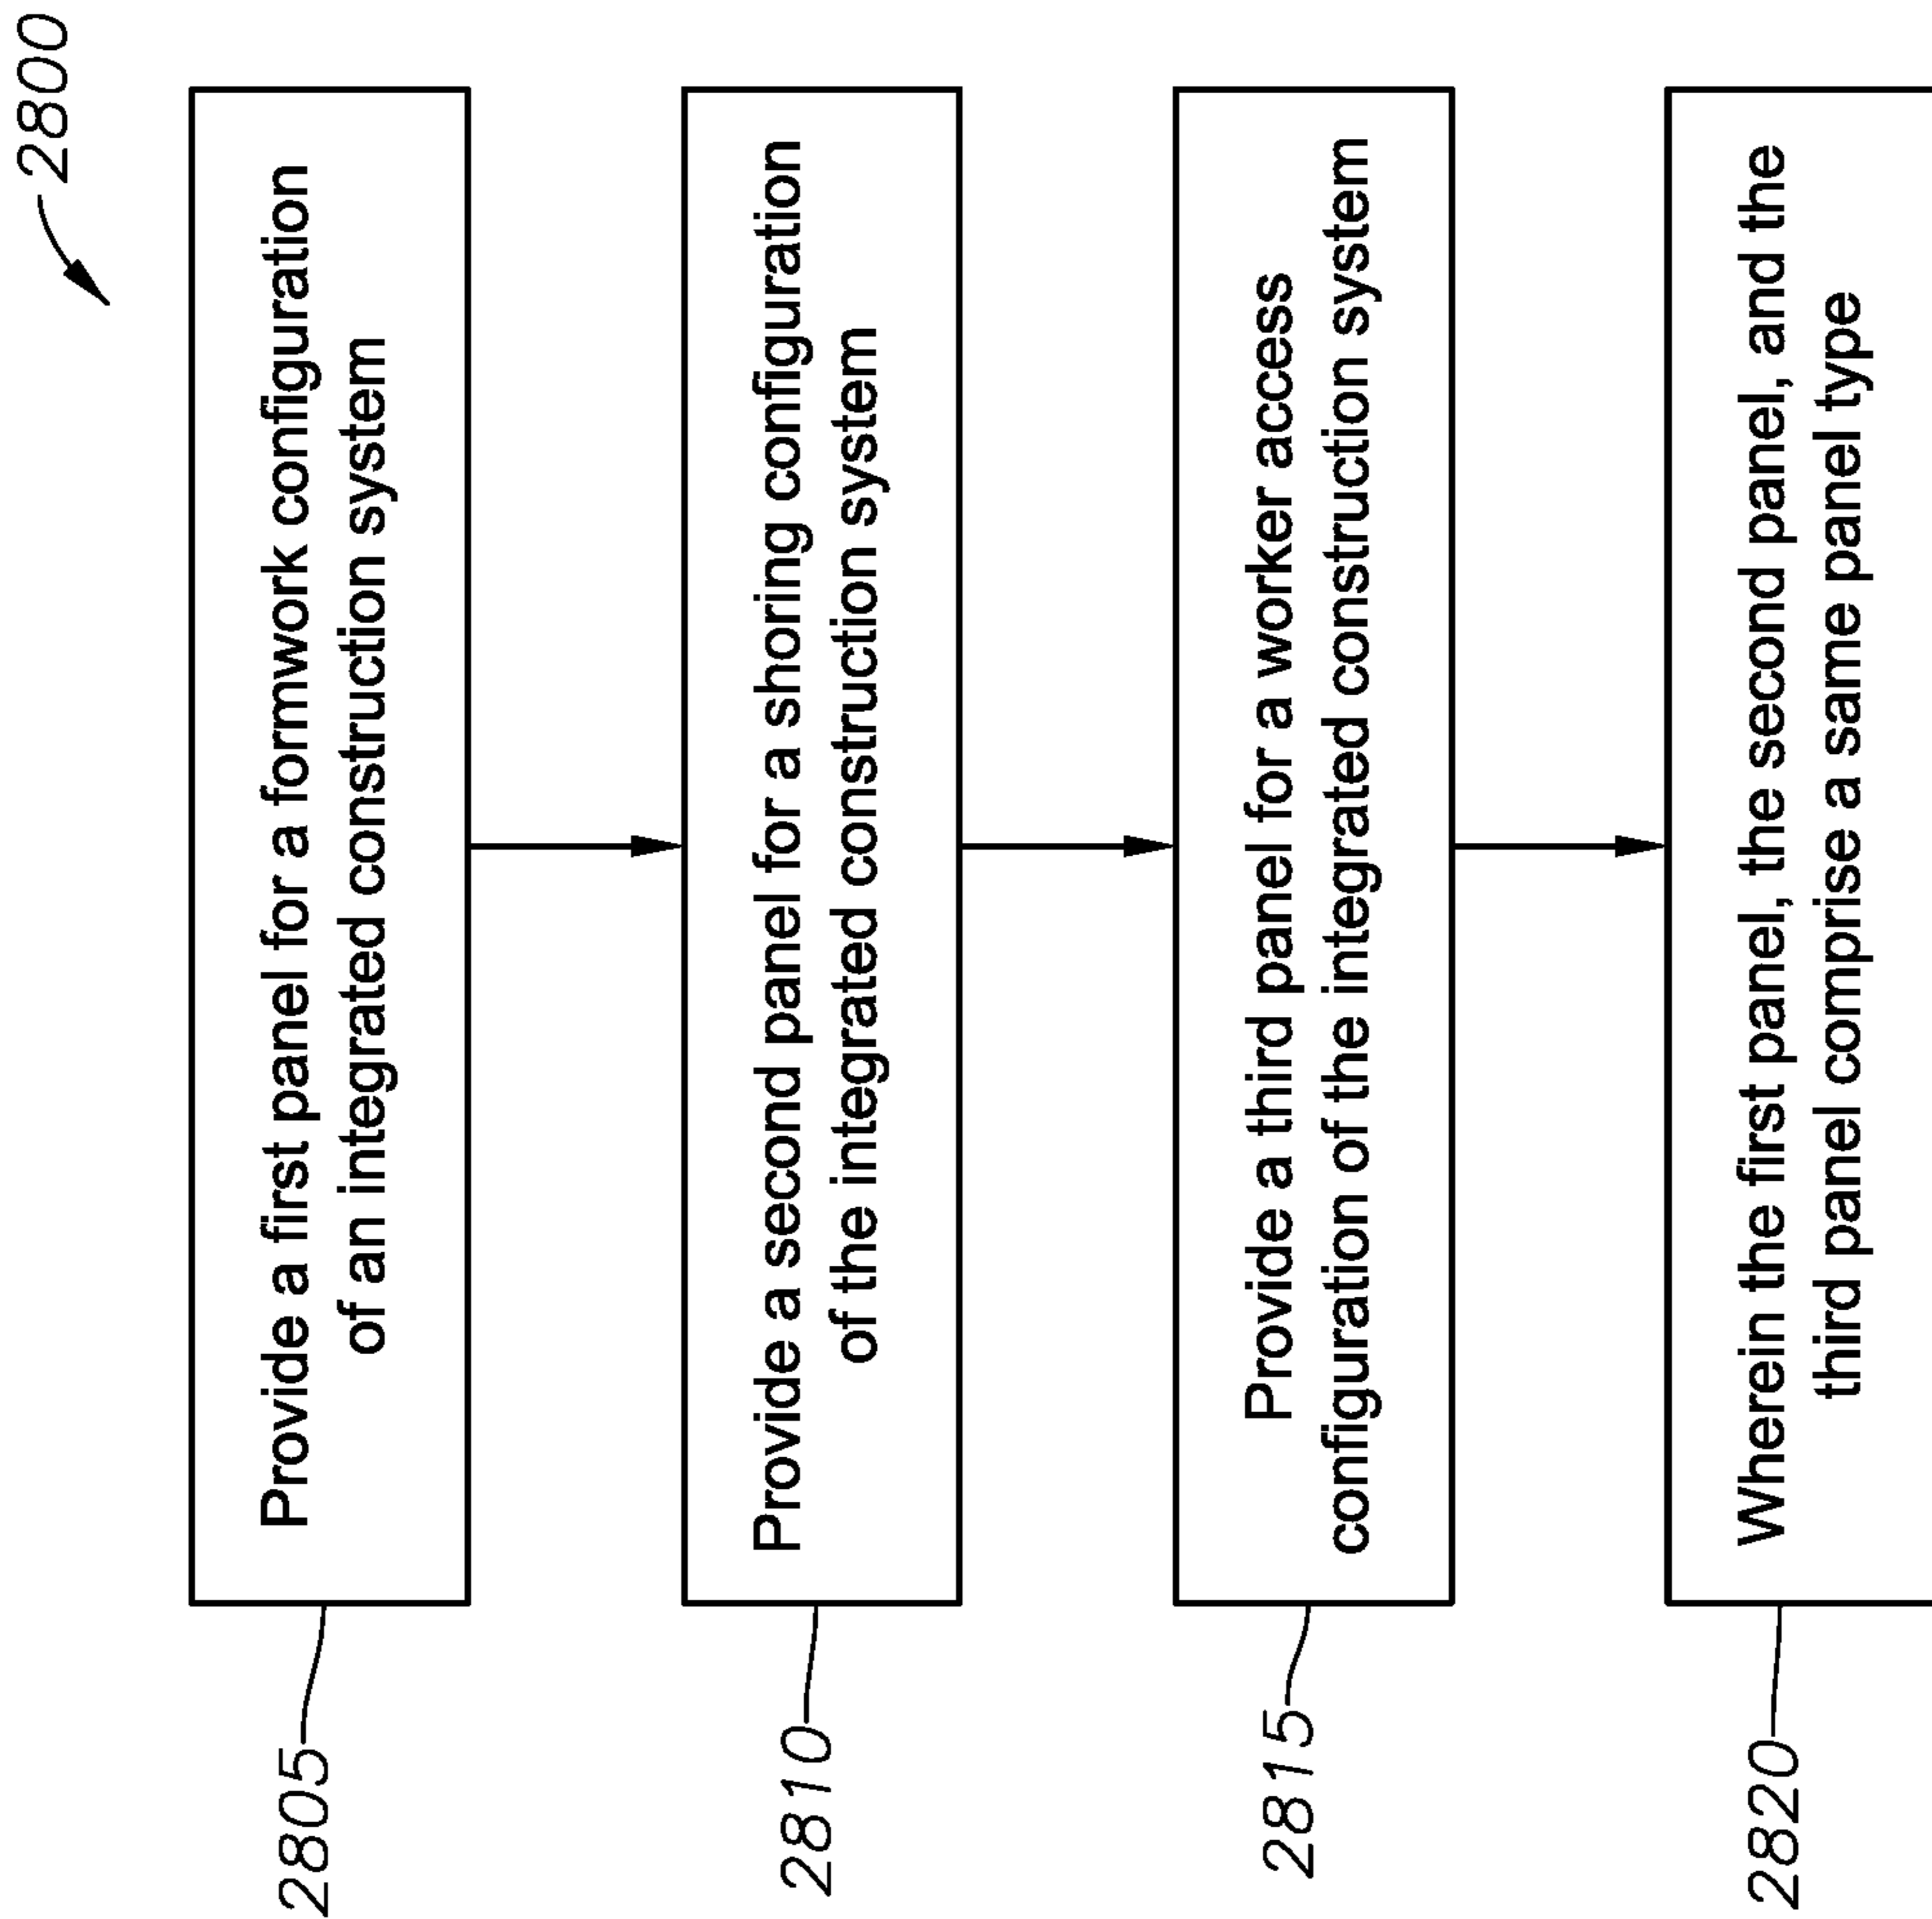 2800
2805
Provide a first panel for a formwork configuration
of an integrated construction system
2810
Provide a second panel for a shoring configuration
of the integrated construction system
2815
Provide a third panel for a worker access
configuration of the integrated construction system
2820
Wherein the first panel, the second panel, and the
third panel comprise a same panel type